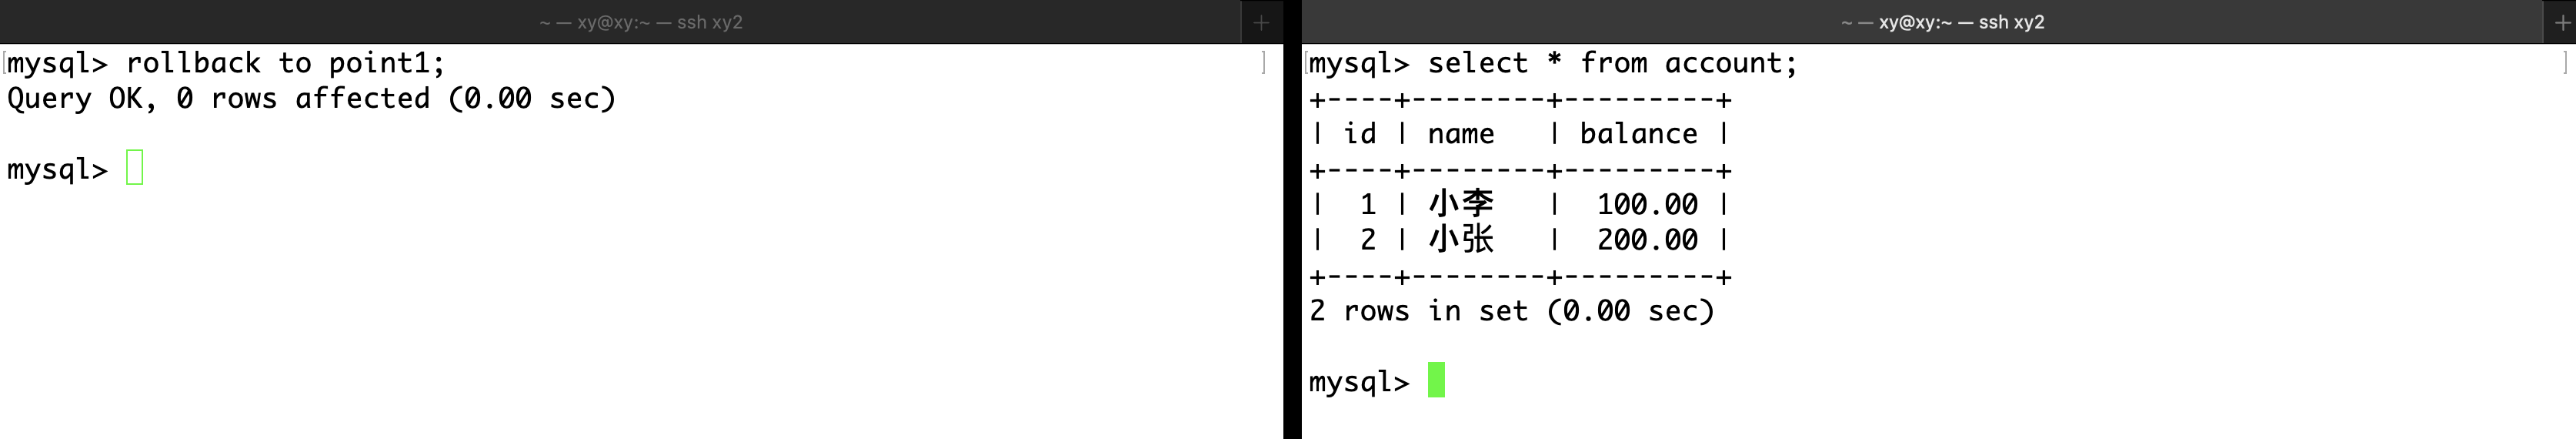 ~ — xy@xy:~ — ssh xy2
mysql> rollback to point1;
Query OK, 0 rows affected (0.00 sec)
mysql>
~ — xy@xy:~ — ssh xy2
mysql> select * from account;
+----+--------+---------+
| id | name   | balance |
+----+--------+---------+
|  1 | 小李   |  100.00 |
|  2 | 小张   |  200.00 |
+----+--------+---------+
2 rows in set (0.00 sec)
mysql>